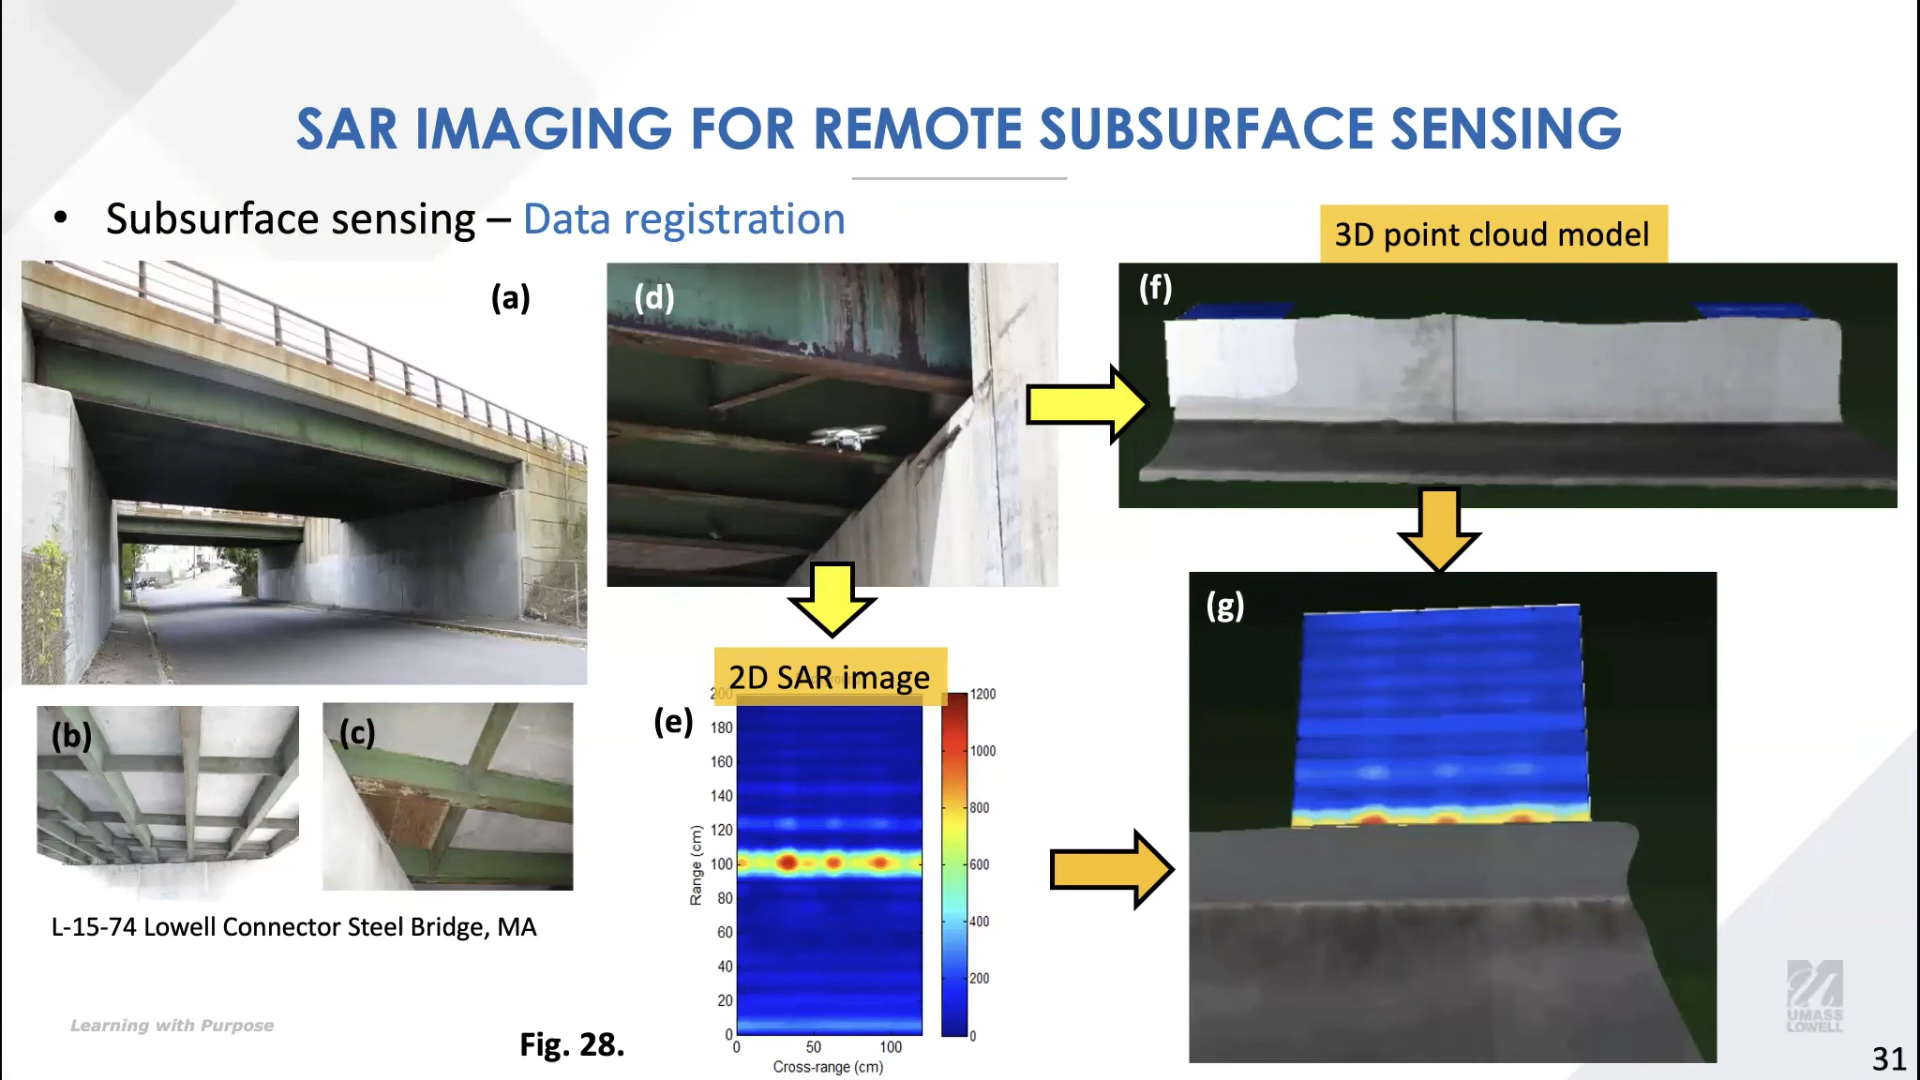 SAR IMAGING FOR REMOTE SUBSURFACE SENSING
• Subsurface sensing – Data registration
3D point cloud model
(a)
(d)
(f)
(b)
(c)
L-15-74 Lowell Connector Steel Bridge, MA
2D SAR image
(e)
200
180
160
140
120
100
80
60
40
20
0
Range (cm)
0 50 100
Cross-range (cm)
1200
1000
800
600
400
200
0
(g)
Learning with Purpose
Fig. 28.
UMASS
LOWELL
31